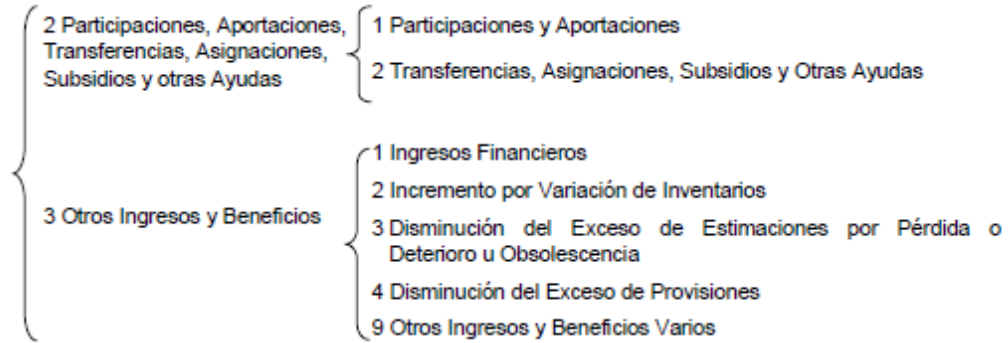 2 Participaciones, Aportaciones,
Transferencias, Asignaciones,
Subsidios y otras Ayudas
1 Participaciones y Aportaciones
2 Transferencias, Asignaciones, Subsidios y Otras Ayudas
3 Otros Ingresos y Beneficios
1 Ingresos Financieros
2 Incremento por Variación de Inventarios
3 Disminución del Exceso de Estimaciones por Pérdida o
Deterioro u Obsolescencia
4 Disminución del Exceso de Provisiones
9 Otros Ingresos y Beneficios Varios